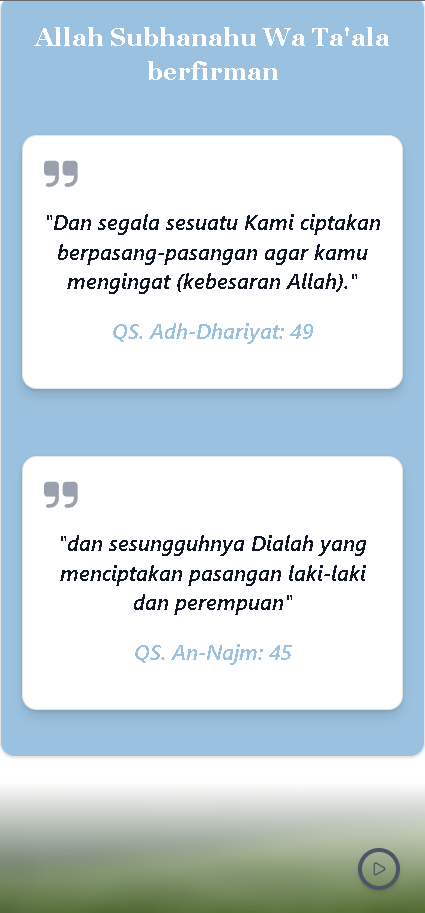 Allah Subhanahu Wa Ta'ala
berfirman
"Dan segala sesuatu Kami ciptakan
berpasang-pasangan agar kamu
mengingat (kebesaran Allah)."
QS. Adh-Dhariyat: 49
"dan sesungguhnya Dialah yang
menciptakan pasangan laki-laki
dan perempuan"
QS. An-Najm: 45